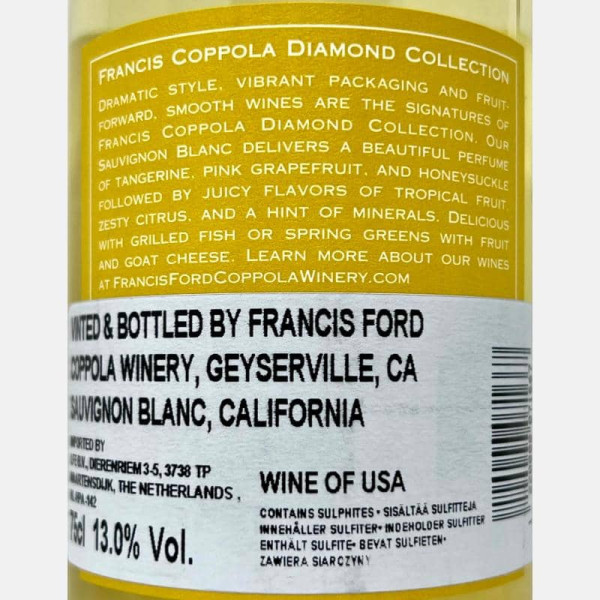 FRANCIS COPPOLA DIAMOND COLLECTION
DRAMATIC STYLE, VIBRANT PACKAGING AND FRUIT-
FORWARD, SMOOTH WINES ARE THE SIGNATURES OF
FRANCIS COPPOLA DIAMOND COLLECTION. OUR
SAUVIGNON BLANC DELIVERS A BEAUTIFUL PERFUME
OF TANGERINE, PINK GRAPEFRUIT, AND HONEYSUCKLE
FOLLOWED BY JUICY FLAVORS OF TROPICAL FRUIT,
ZESTY CITRUS, AND A HINT OF MINERALS. DELICIOUS
WITH GRILLED FISH OR SPRING GREENS WITH FRUIT
AND GOAT CHEESE. LEARN MORE ABOUT OUR WINES
AT FRANCISFORDCOPPOLAWINERY.COM
VINTED & BOTTLED BY FRANCIS FORD
COPPOLA WINERY, GEYSERVILLE, CA
SAUVIGNON BLANC, CALIFORNIA
IMPORTED BY
DIERENRIEM 3-5, 3738 TP
MAARTENSDIJK, THE NETHERLANDS,
75cl 13.0% Vol.
WINE OF USA
CONTAINS SULPHITES • SISÄLTÄÄ SULFITTEJA
INNEHÅLLER SULFITER • INDEHOLDER SULFITTER
ENTHÄLT SULFITE • BEVAT SULFIETEN •
ZAWIERA SIARCZYNY